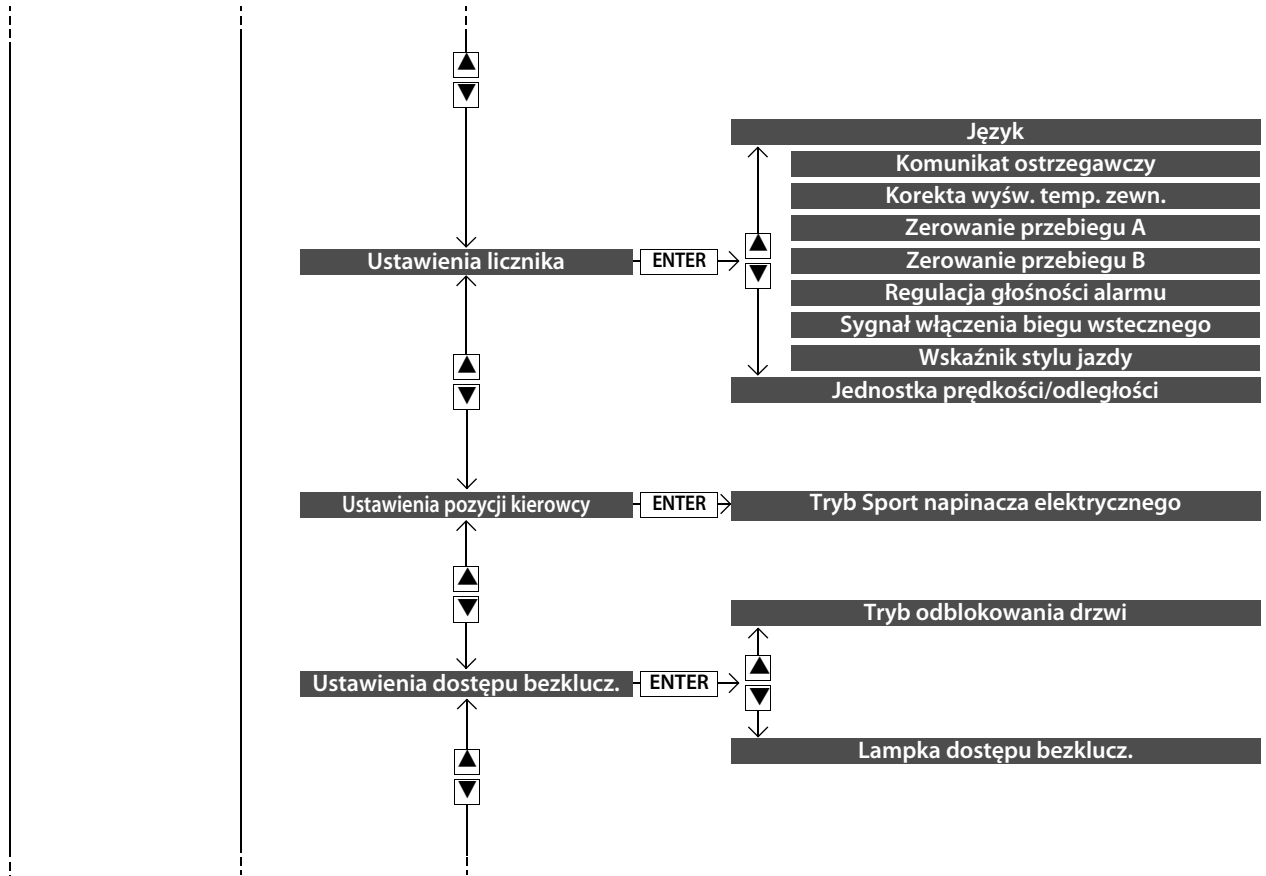 ▲
▼
Język
Komunikat ostrzegawczy
Korekta wyśw. temp. zewn.
Zerowanie przebiegu A
▲
Ustawienia licznika ENTER
Zerowanie przebiegu B
▼
Regulacja głośności alarmu
Sygnał włączenia biegu wstecznego
Wskaźnik stylu jazdy
▲
Jednostka prędkości/odległości
▼
Ustawienia pozycji kierowcy ENTER Tryb Sport napinacza elektrycznego
▲
▼
Tryb odblokowania drzwi
▲
Ustawienia dostępu bezklucz. ENTER
▼
Lampka dostępu bezklucz.
▲
▼